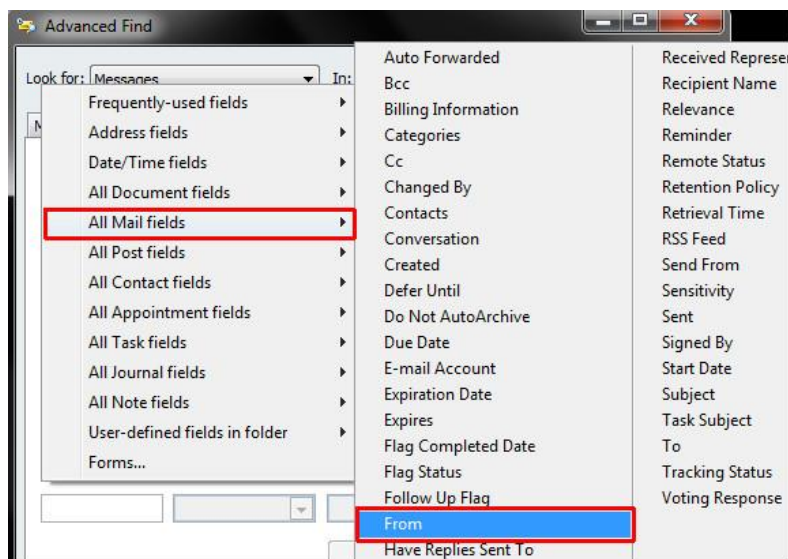 Advanced Find
Look for: Messages In:
Frequently-used fields
Address fields
Date/Time fields
All Document fields
All Mail fields
All Post fields
All Contact fields
All Appointment fields
All Task fields
All Journal fields
All Note fields
User-defined fields in folder
Forms...
Auto Forwarded
Bcc
Billing Information
Categories
Cc
Changed By
Contacts
Conversation
Created
Defer Until
Do Not AutoArchive
Due Date
E-mail Account
Expiration Date
Expires
Flag Completed Date
Flag Status
Follow Up Flag
From
Have Replies Sent To
Received Represen
Recipient Name
Relevance
Reminder
Remote Status
Retention Policy
Retrieval Time
RSS Feed
Send From
Sensitivity
Sent
Signed By
Start Date
Subject
Task Subject
To
Tracking Status
Voting Response